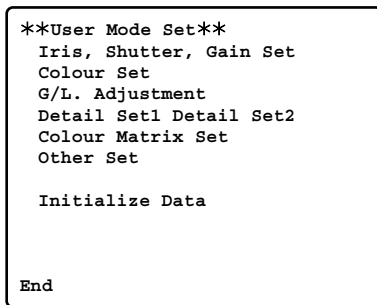 **User Mode Set**
Iris, Shutter, Gain Set
Colour Set
G/L. Adjustment
Detail Set1 Detail Set2
Colour Matrix Set
Other Set
Initialize Data
End